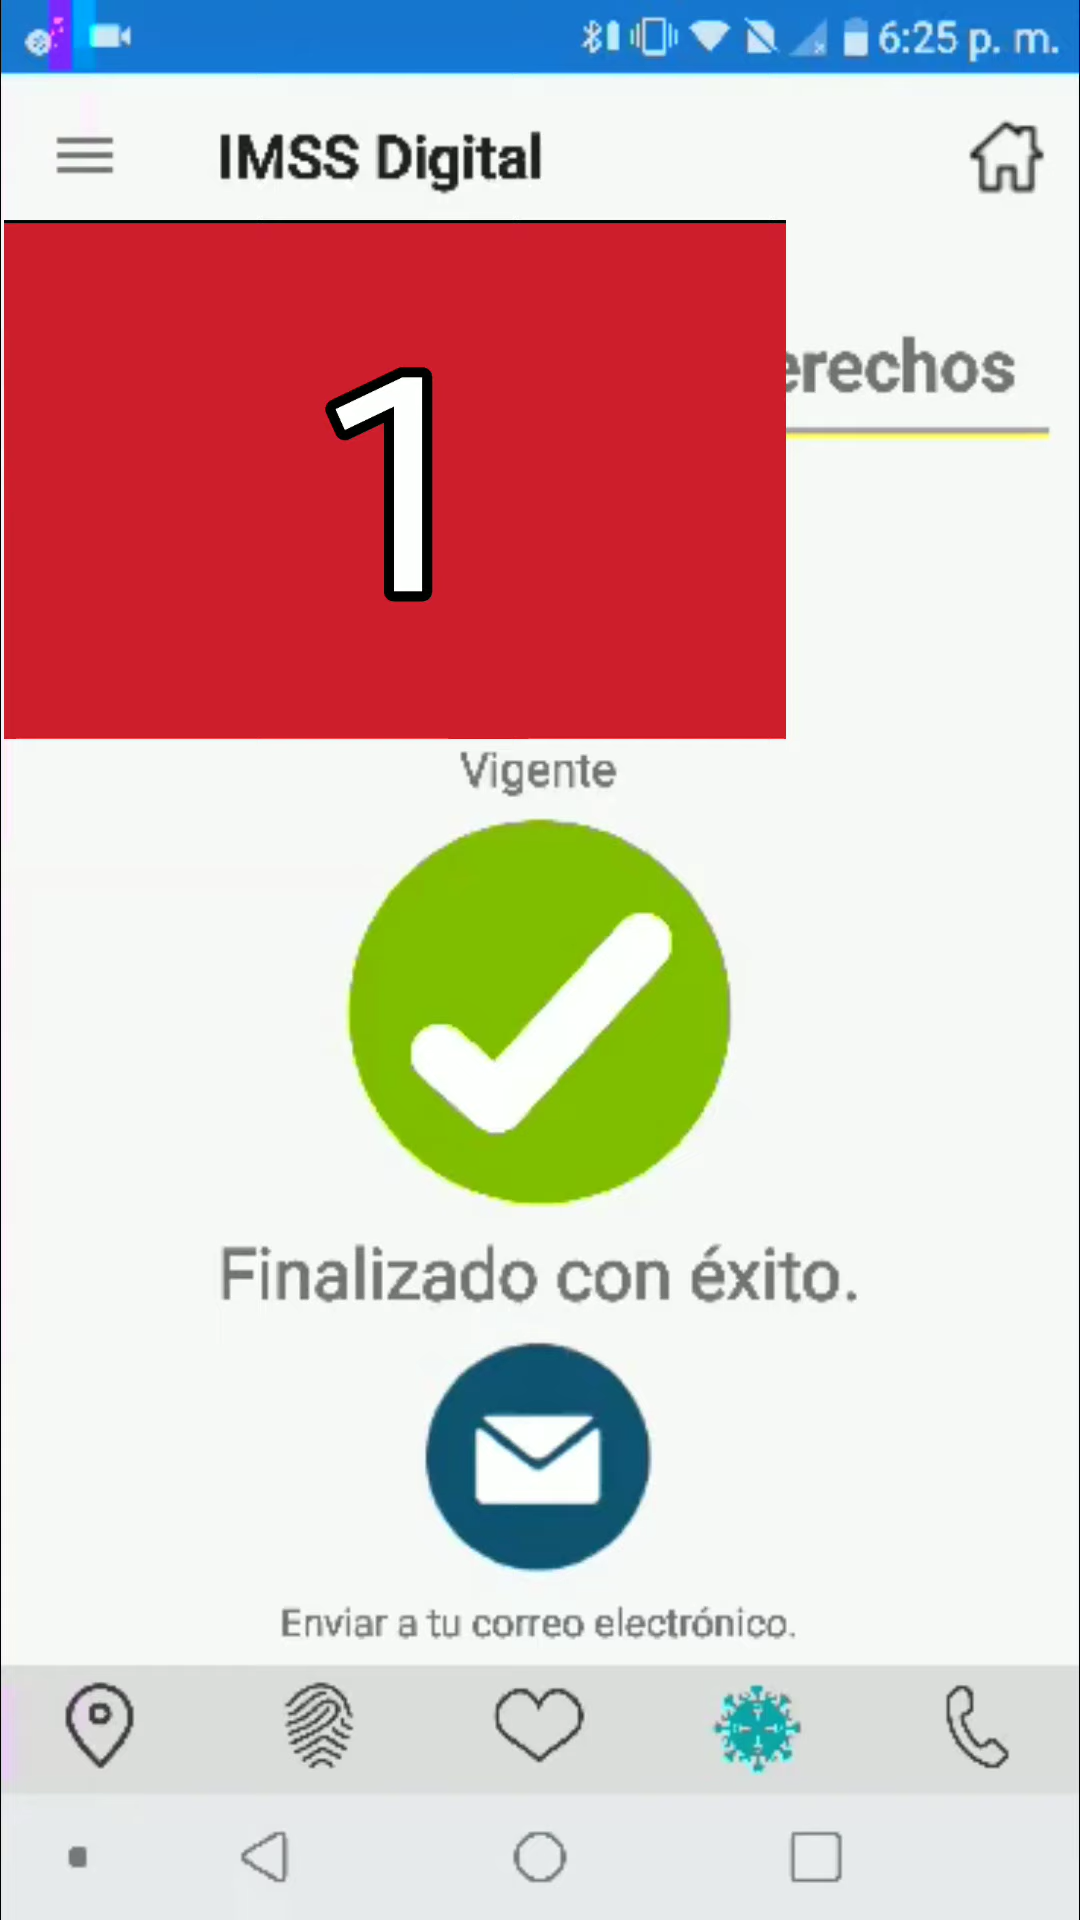 6:25 p. m.
IMSS Digital
erechos
1
Vigente
Finalizado con éxito.
Enviar a tu correo electrónico.